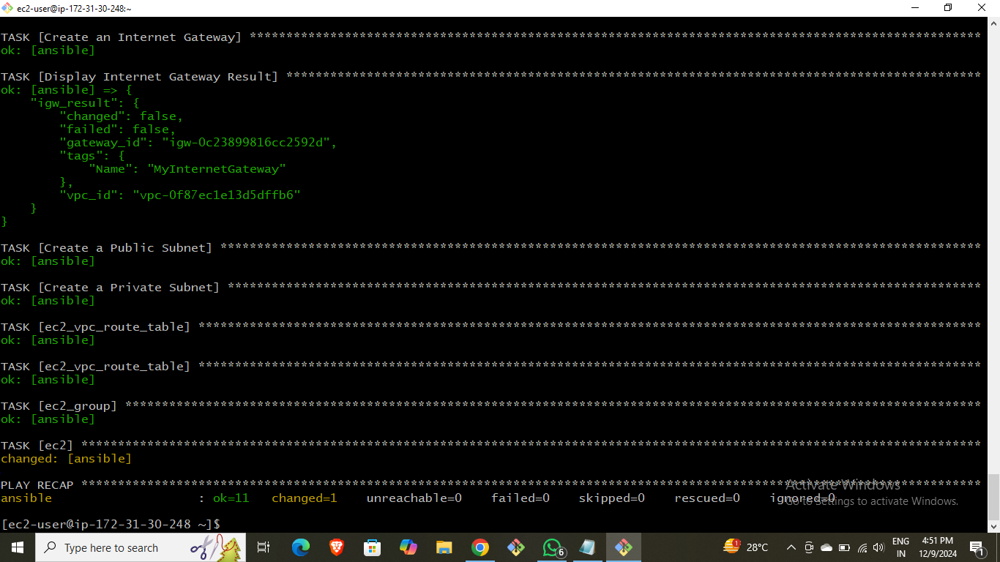 ec2-user@ip-172-31-30-248:~
TASK [Create an Internet Gateway] ****************************************************************************************************
ok: [ansible]
TASK [Display Internet Gateway Result] ***********************************************************************************************
ok: [ansible] => {
    "igw_result": {
        "changed": false,
        "failed": false,
        "gateway_id": "igw-0c23899816cc2592d",
        "tags": {
            "Name": "MyInternetGateway"
        },
        "vpc_id": "vpc-0f87ec1e13d5dffb6"
    }
}
TASK [Create a Public Subnet] ********************************************************************************************************
ok: [ansible]
TASK [Create a Private Subnet] *******************************************************************************************************
ok: [ansible]
TASK [ec2_vpc_route_table] ***********************************************************************************************************
ok: [ansible]
TASK [ec2_vpc_route_table] ***********************************************************************************************************
ok: [ansible]
TASK [ec2_group] *********************************************************************************************************************
ok: [ansible]
TASK [ec2] ***************************************************************************************************************************
changed: [ansible]
PLAY RECAP ***************************************************************************************************************************
ansible                    : ok=11   changed=1    unreachable=0    failed=0    skipped=0    rescued=0    ignored=0
[ec2-user@ip-172-31-30-248 ~]$
Activate Windows
Go to Settings to activate Windows.
Type here to search
6
1
28°C
ENG
IN
4:51 PM
12/9/2024
1